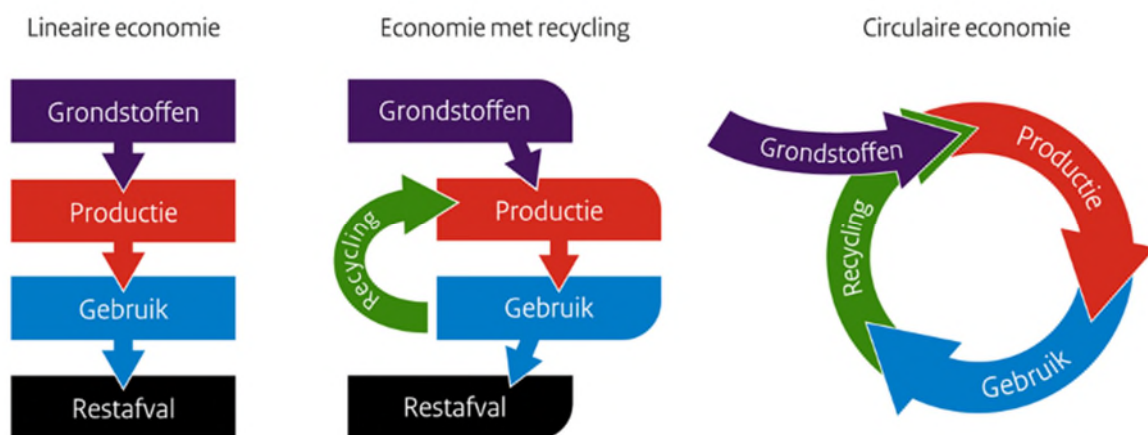 Lineaire economie
Grondstoffen
Productie
Gebruik
Restafval
Economie met recycling
Grondstoffen
Productie
Recycling
Gebruik
Restafval
Circulaire economie
Grondstoffen
Productie
Recycling
Gebruik